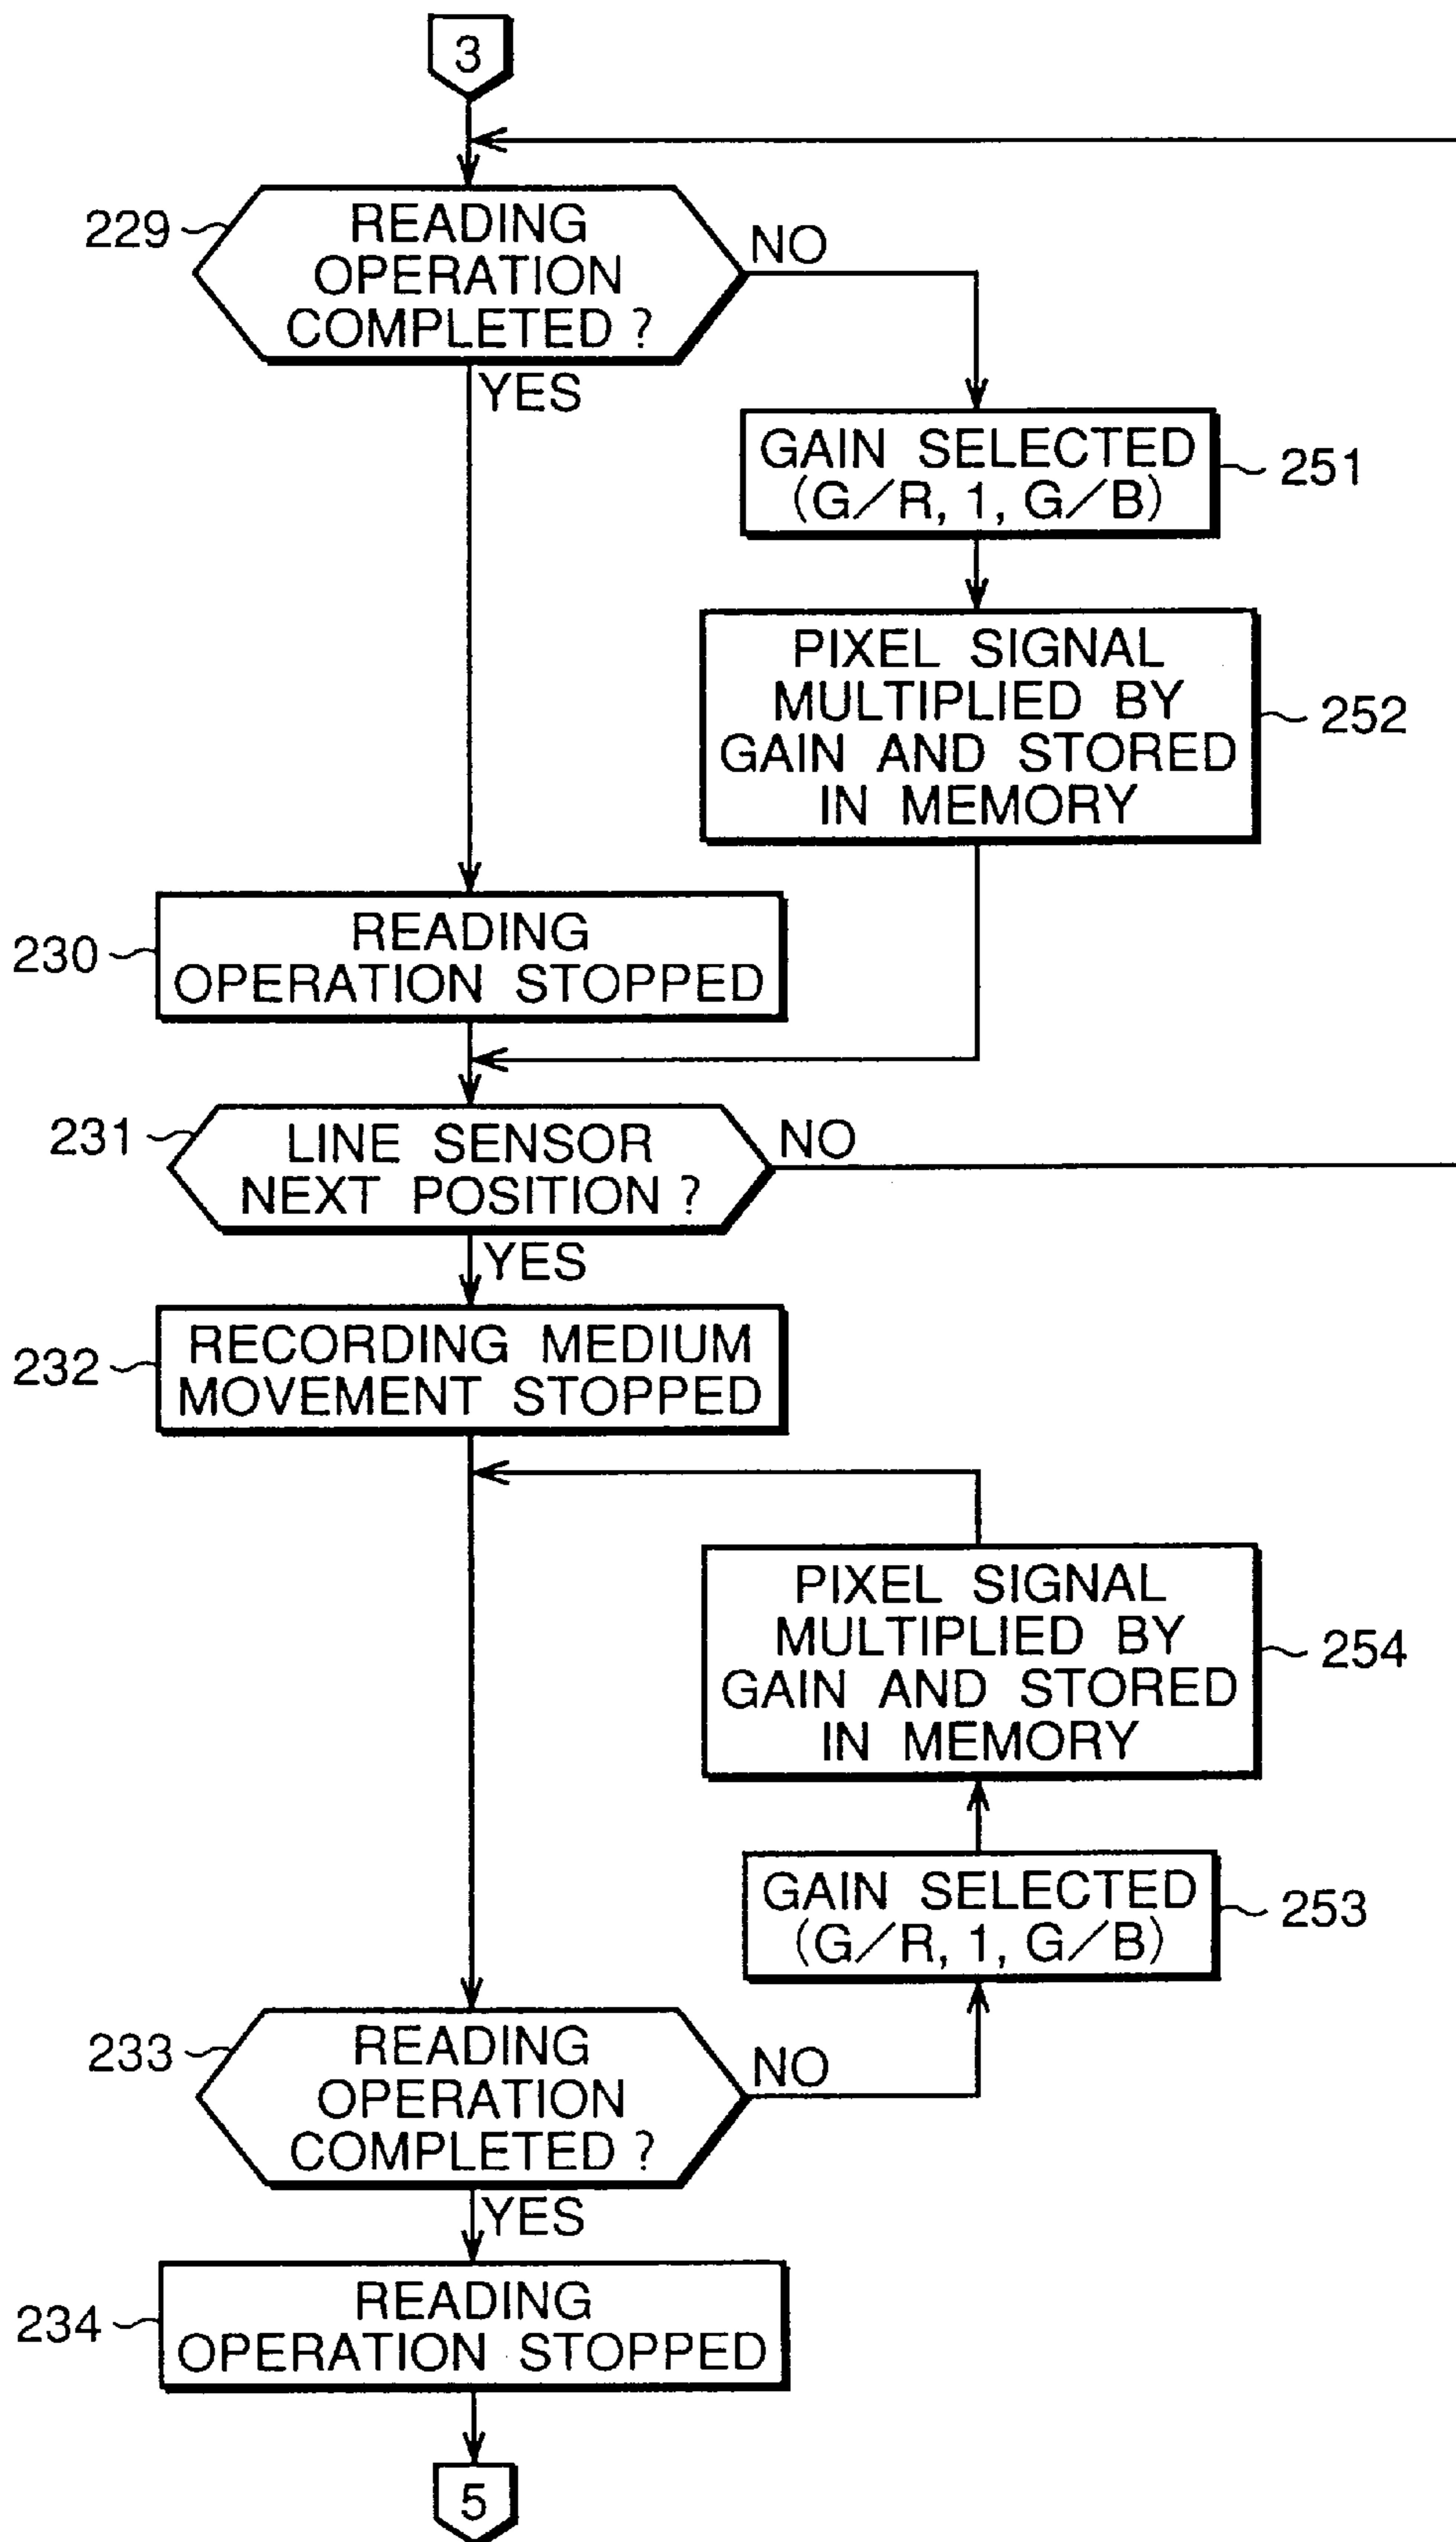 3
229
READING
OPERATION
COMPLETED ?
NO
YES
GAIN SELECTED
(G/R, 1, G/B)
251
PIXEL SIGNAL
MULTIPLIED BY
GAIN AND STORED
IN MEMORY
252
230
READING
OPERATION STOPPED
231
LINE SENSOR
NEXT POSITION ?
NO
YES
232
RECORDING MEDIUM
MOVEMENT STOPPED
PIXEL SIGNAL
MULTIPLIED BY
GAIN AND STORED
IN MEMORY
254
GAIN SELECTED
(G/R, 1, G/B)
253
233
READING
OPERATION
COMPLETED ?
NO
YES
234
READING
OPERATION STOPPED
5